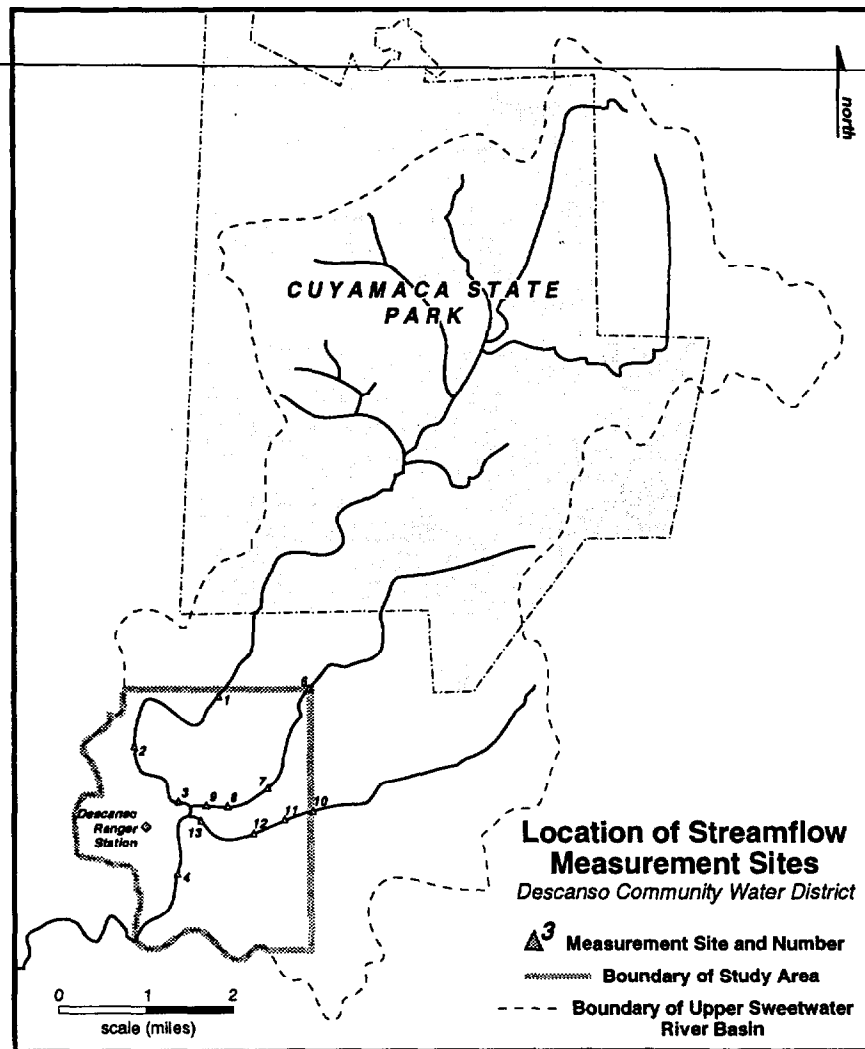 north
CUYAMACA STATE
PARK
6
1
2
3
9
8
7
10
11
12
13
4
Descanso
Ranger
Station
Location of Streamflow
Measurement Sites
Descanso Community Water District
3 Measurement Site and Number
Boundary of Study Area
Boundary of Upper Sweetwater
River Basin
0 1 2
scale (miles)